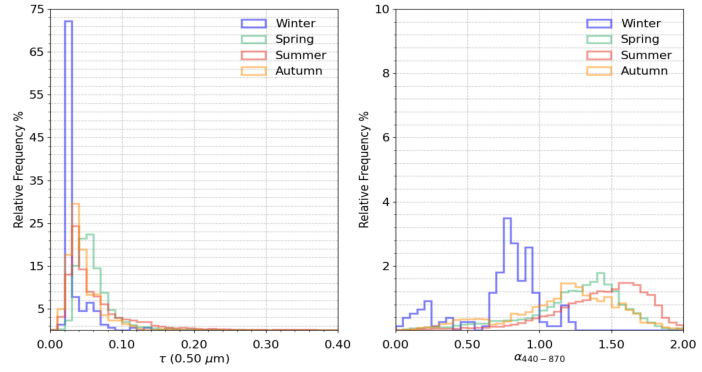 75
65
55
45
35
25
15
5
Relative Frequency %
0.00 0.10 0.20 0.30 0.40
τ (0.50 μm)
Winter
Spring
Summer
Autumn
10
8
6
4
2
Relative Frequency %
0.00 0.50 1.00 1.50 2.00
α440−870
Winter
Spring
Summer
Autumn